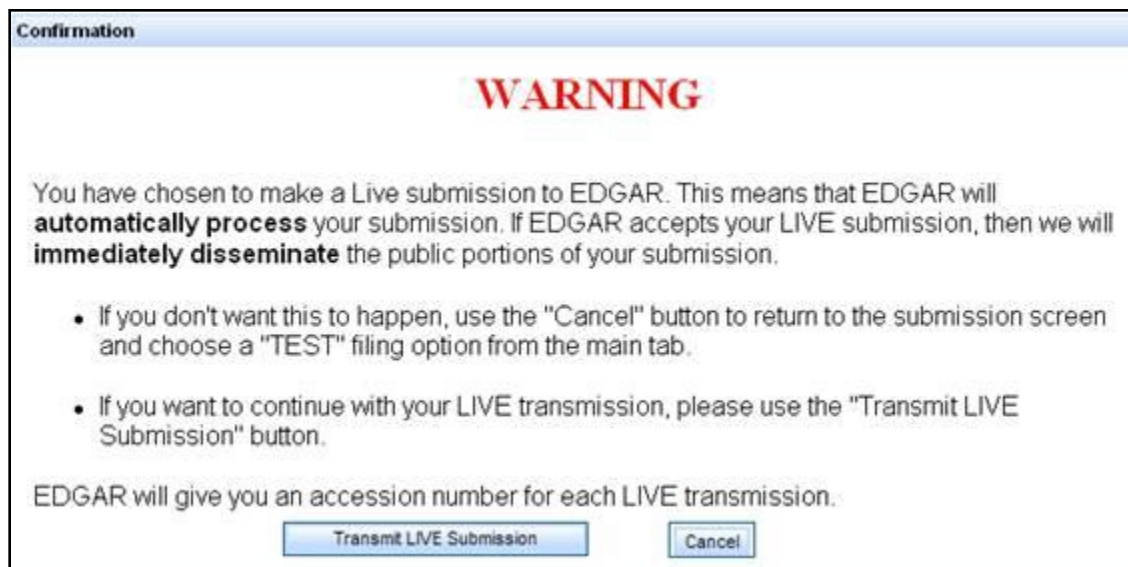 Confirmation
WARNING
You have chosen to make a Live submission to EDGAR. This means that EDGAR will
automatically process your submission. If EDGAR accepts your LIVE submission, then we will
immediately disseminate the public portions of your submission.
• If you don't want this to happen, use the "Cancel" button to return to the submission screen
and choose a "TEST" filing option from the main tab.
• If you want to continue with your LIVE transmission, please use the "Transmit LIVE
Submission" button.
EDGAR will give you an accession number for each LIVE transmission.
Transmit LIVE Submission Cancel